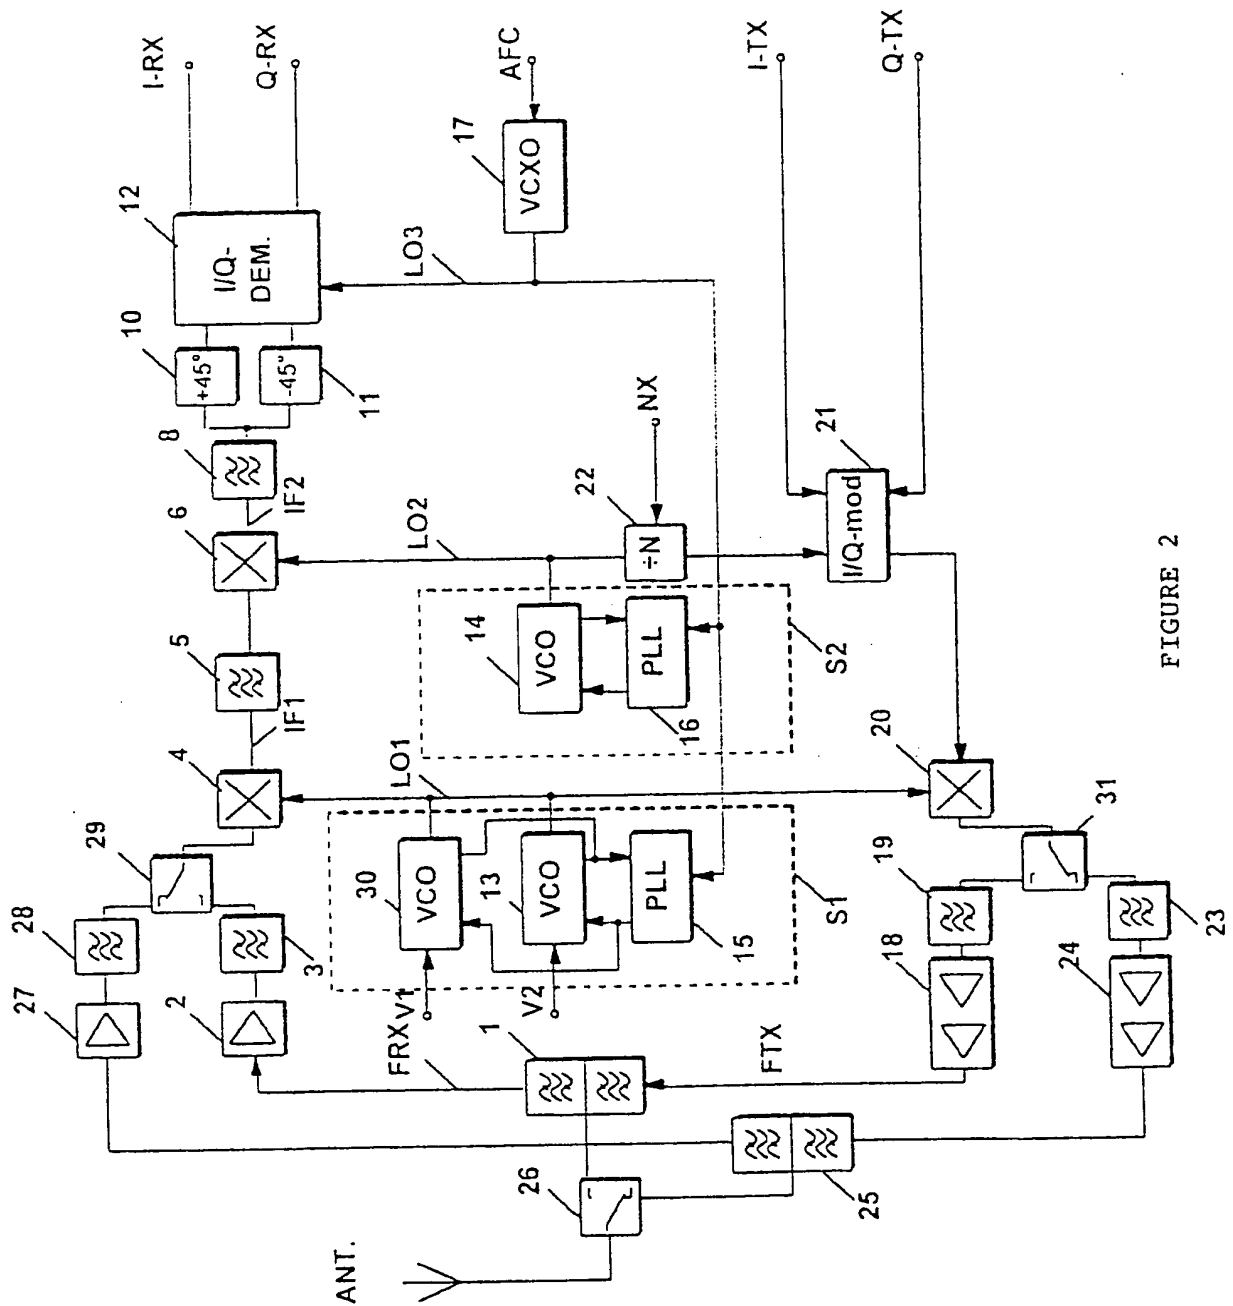 ANT.
26
25
27
28
29
2
3
FRX
1
FTX
V1
V2
30
VCO
13
VCO
PLL
15
S1
18
19
24
23
31
20
4
LO1
IF1
5
6
IF2
8
14
VCO
PLL
16
S2
LO2
22
÷N
NX
10
+45°
-45°
11
12
I/Q-
DEM.
LO3
17
VCXO
AFC
I-RX
Q-RX
21
I/Q-mod
I-TX
Q-TX
FIGURE 2